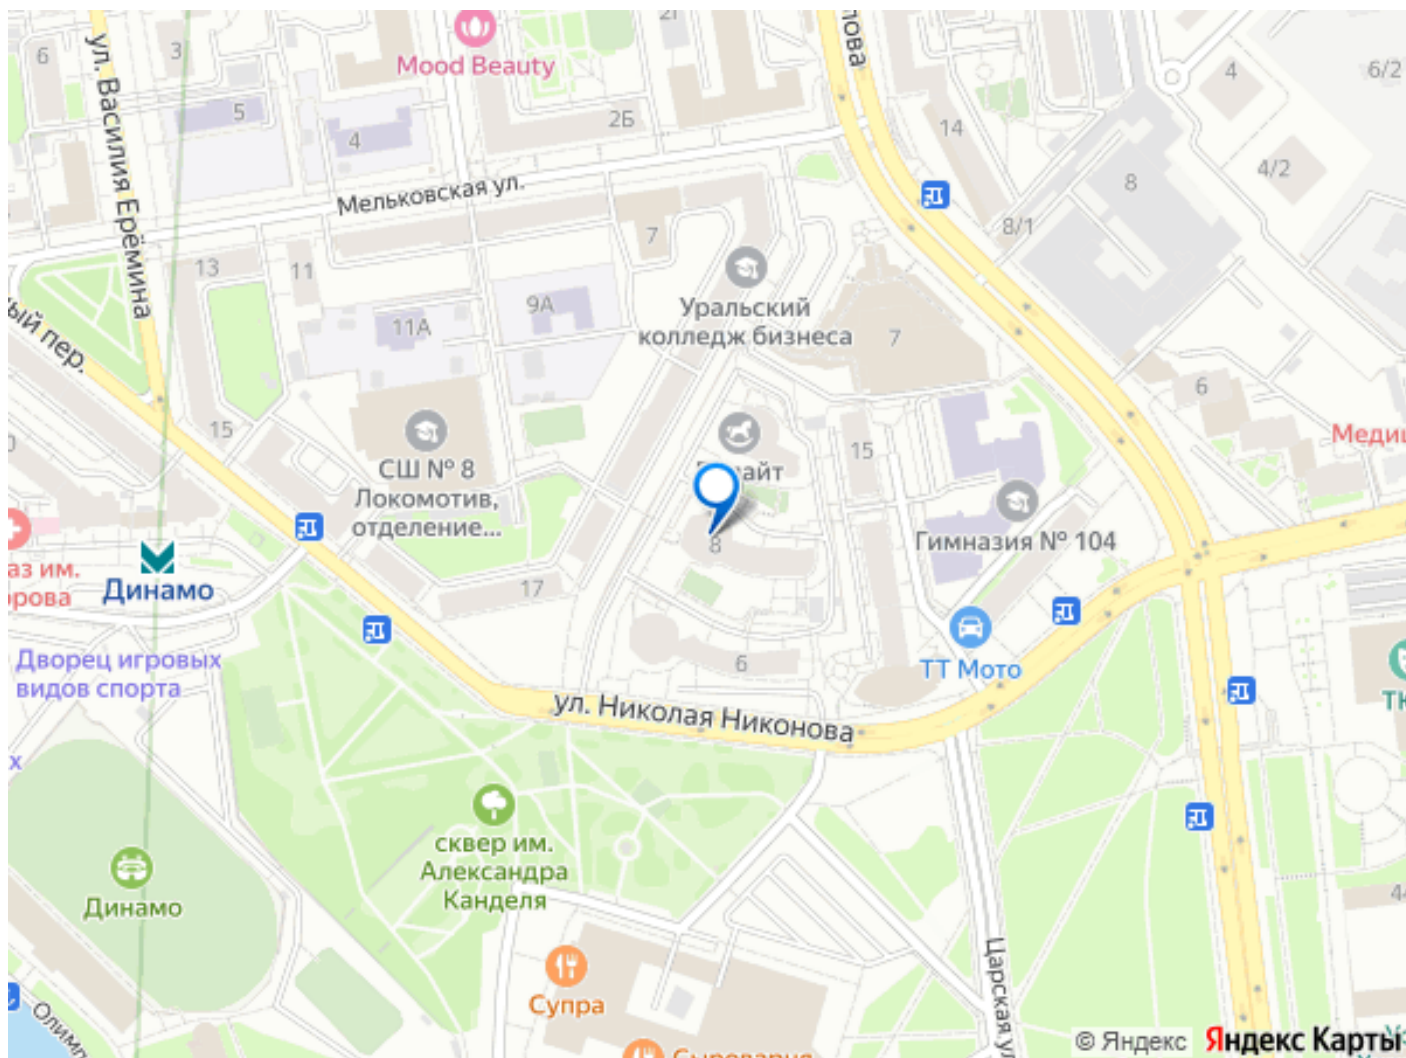 6
3
ул. Василия Ерёмина
Mood Beauty
5
4
2Б
14
4
6/2
4/2
8
8/1
Мельковская ул.
7
13
11
9А
11А
Уральский
колледж бизнеса
7
6
пер.
15
СШ № 8
Локомотив,
отделение...
15
Гимназия № 104
8
Динамо
17
Дворец игровых
видов спорта
6
ТТ Мото
ул. Николая Никонова
сквер им.
Александра
Канделя
Динамо
Супра
Царская ул
© Яндекс
Яндекс Карты